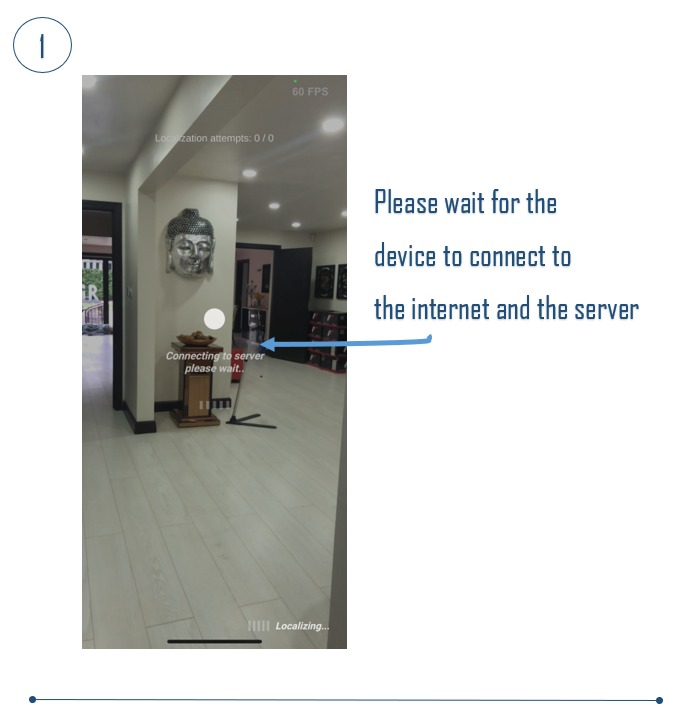 1
60 FPS
Localization attempts: 0 / 0
Please wait for the
device to connect to
the internet and the server
Connecting to server
please wait..
Localizing...